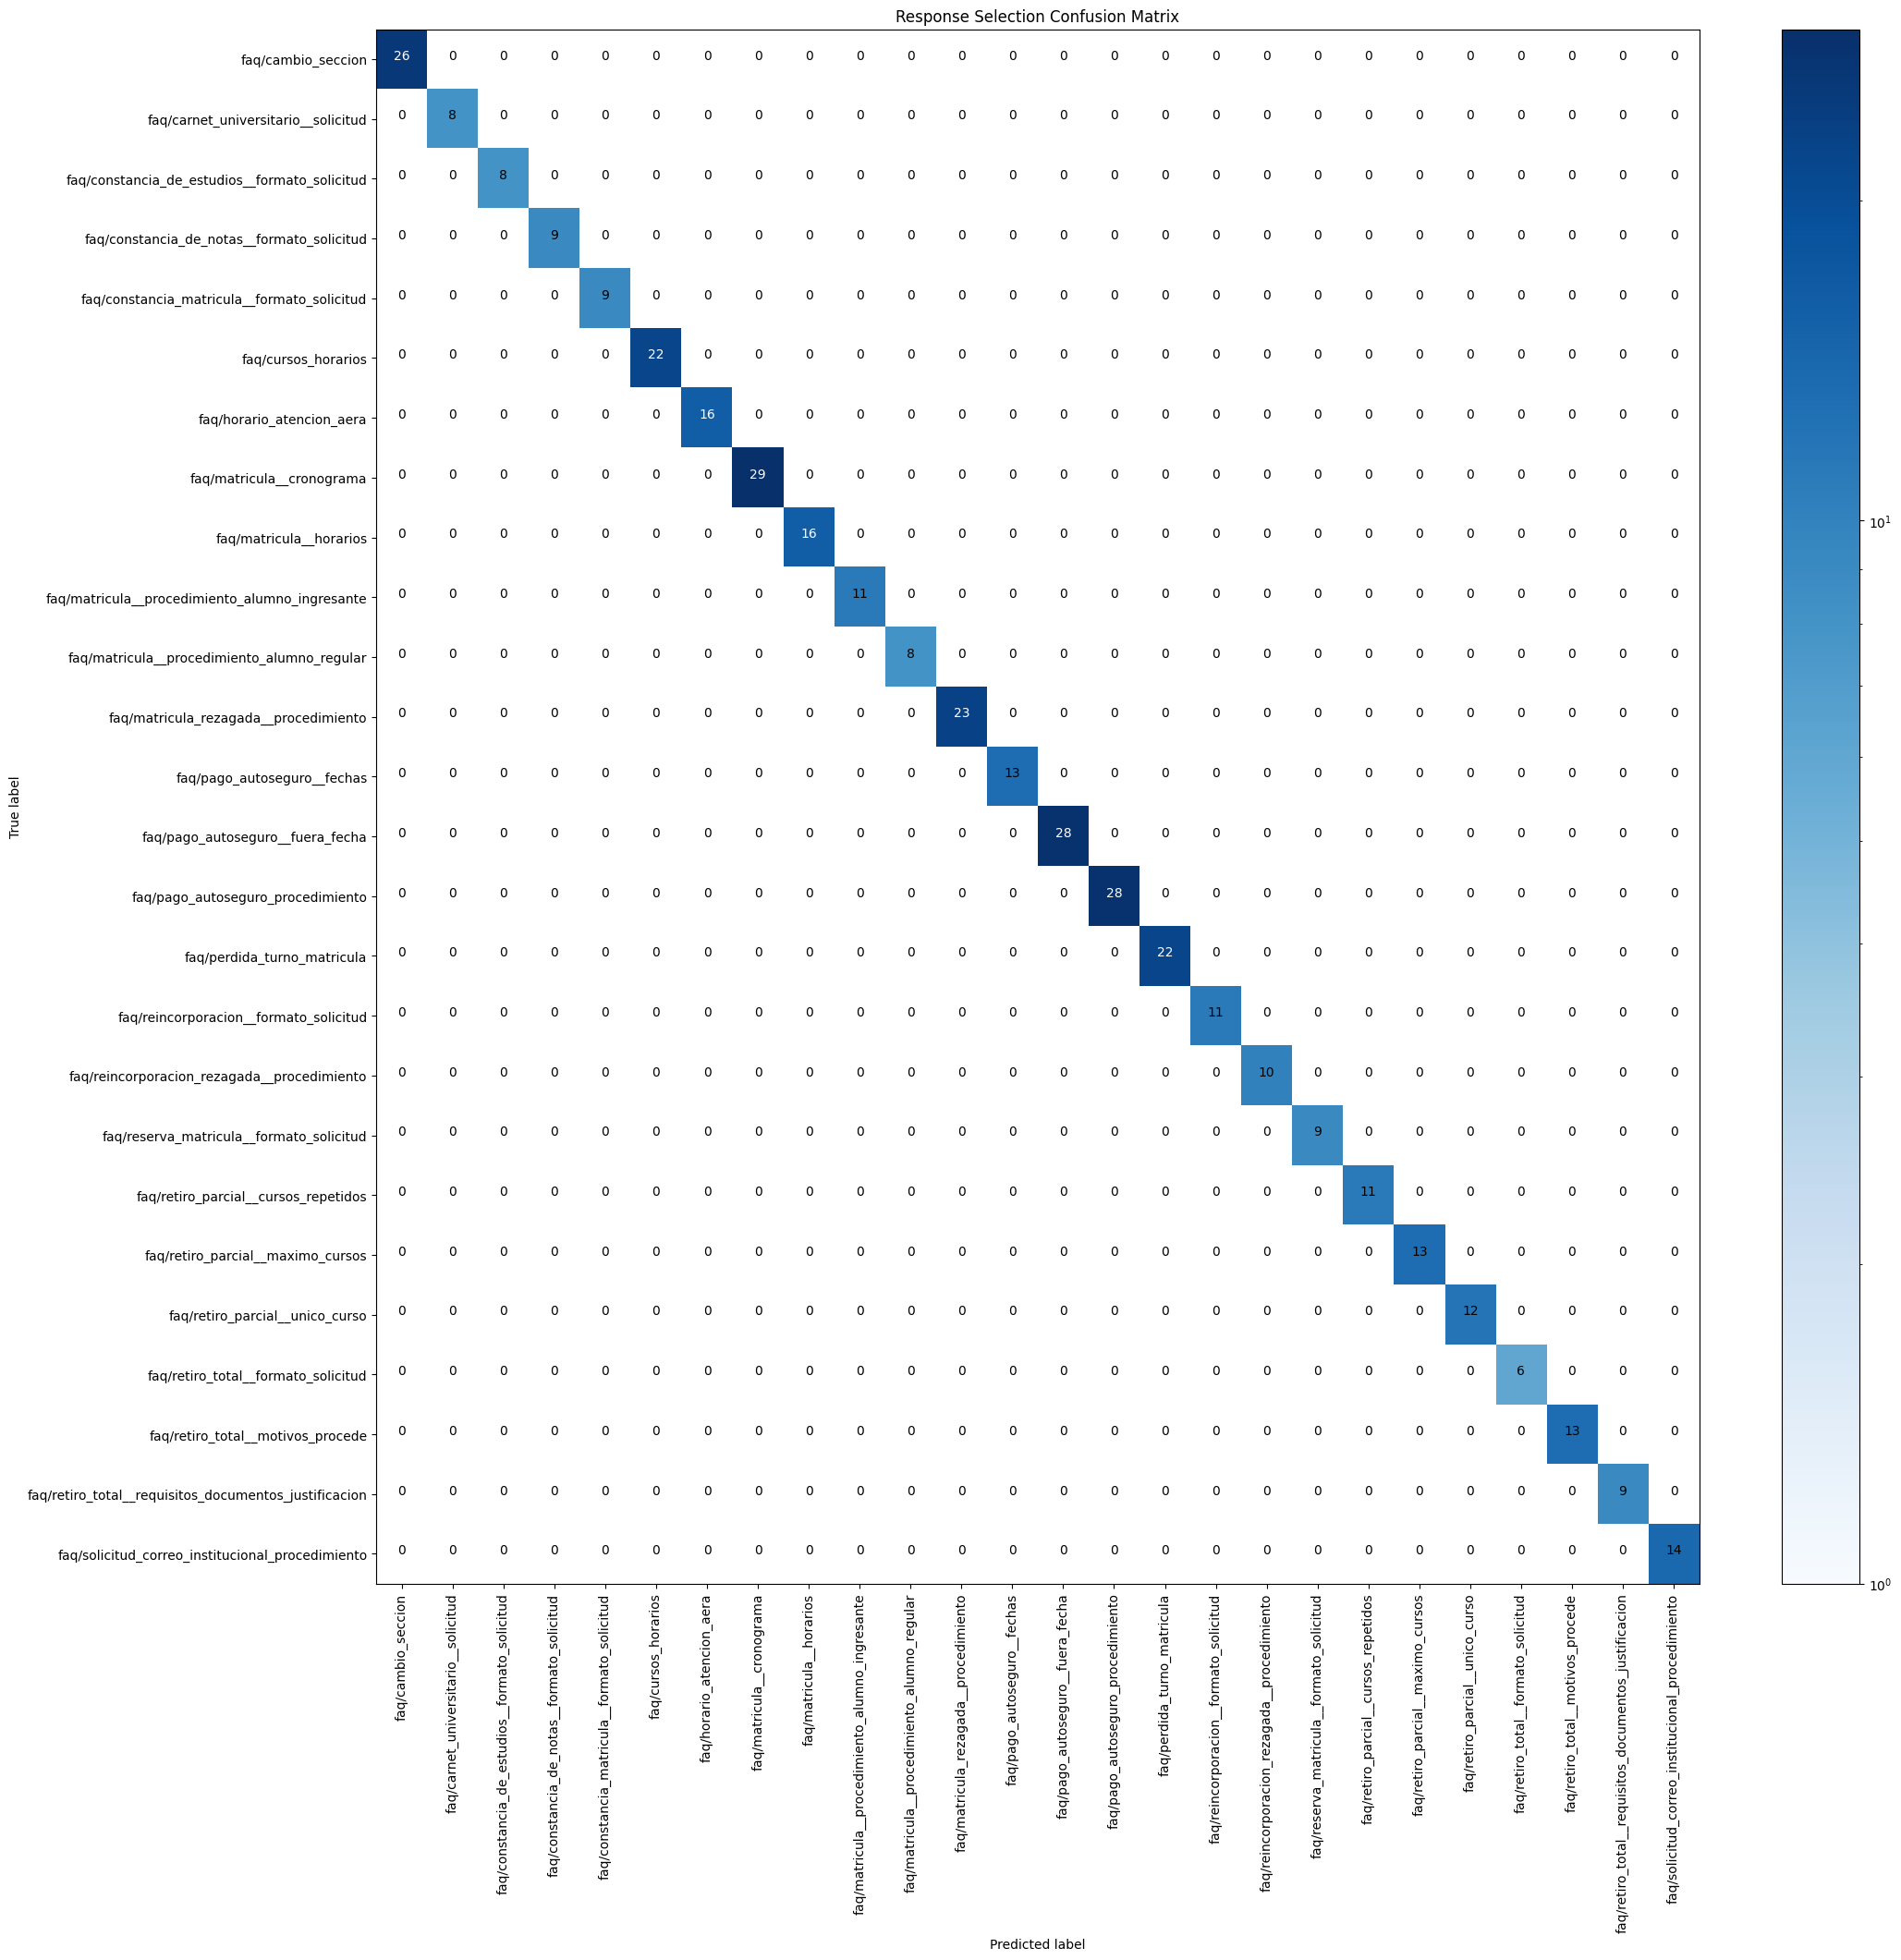 Response Selection Confusion Matrix
faq/cambio_seccion 26 0 0 0 0 0 0 0 0 0 0 0 0 0 0 0 0 0 0 0 0 0 0 0 0 0
faq/carnet_universitario__solicitud 0 8 0 0 0 0 0 0 0 0 0 0 0 0 0 0 0 0 0 0 0 0 0 0 0 0
faq/constancia_de_estudios__formato_solicitud 0 0 8 0 0 0 0 0 0 0 0 0 0 0 0 0 0 0 0 0 0 0 0 0 0 0
faq/constancia_de_notas__formato_solicitud 0 0 0 9 0 0 0 0 0 0 0 0 0 0 0 0 0 0 0 0 0 0 0 0 0 0
faq/constancia_matricula__formato_solicitud 0 0 0 0 9 0 0 0 0 0 0 0 0 0 0 0 0 0 0 0 0 0 0 0 0 0
faq/cursos_horarios 0 0 0 0 0 22 0 0 0 0 0 0 0 0 0 0 0 0 0 0 0 0 0 0 0 0
faq/horario_atencion_aera 0 0 0 0 0 0 16 0 0 0 0 0 0 0 0 0 0 0 0 0 0 0 0 0 0 0
faq/matricula__cronograma 0 0 0 0 0 0 0 29 0 0 0 0 0 0 0 0 0 0 0 0 0 0 0 0 0 0
faq/matricula__horarios 0 0 0 0 0 0 0 0 16 0 0 0 0 0 0 0 0 0 0 0 0 0 0 0 0 0
faq/matricula__procedimiento_alumno_ingresante 0 0 0 0 0 0 0 0 0 11 0 0 0 0 0 0 0 0 0 0 0 0 0 0 0 0
faq/matricula__procedimiento_alumno_regular 0 0 0 0 0 0 0 0 0 0 8 0 0 0 0 0 0 0 0 0 0 0 0 0 0 0
faq/matricula_rezagada__procedimiento 0 0 0 0 0 0 0 0 0 0 0 23 0 0 0 0 0 0 0 0 0 0 0 0 0 0
faq/pago_autoseguro__fechas 0 0 0 0 0 0 0 0 0 0 0 0 13 0 0 0 0 0 0 0 0 0 0 0 0 0
faq/pago_autoseguro__fuera_fecha 0 0 0 0 0 0 0 0 0 0 0 0 0 28 0 0 0 0 0 0 0 0 0 0 0 0
faq/pago_autoseguro_procedimiento 0 0 0 0 0 0 0 0 0 0 0 0 0 0 28 0 0 0 0 0 0 0 0 0 0 0
faq/perdida_turno_matricula 0 0 0 0 0 0 0 0 0 0 0 0 0 0 0 22 0 0 0 0 0 0 0 0 0 0
faq/reincorporacion__formato_solicitud 0 0 0 0 0 0 0 0 0 0 0 0 0 0 0 0 11 0 0 0 0 0 0 0 0 0
faq/reincorporacion_rezagada__procedimiento 0 0 0 0 0 0 0 0 0 0 0 0 0 0 0 0 0 10 0 0 0 0 0 0 0 0
faq/reserva_matricula__formato_solicitud 0 0 0 0 0 0 0 0 0 0 0 0 0 0 0 0 0 0 9 0 0 0 0 0 0 0
faq/retiro_parcial__cursos_repetidos 0 0 0 0 0 0 0 0 0 0 0 0 0 0 0 0 0 0 0 11 0 0 0 0 0 0
faq/retiro_parcial__maximo_cursos 0 0 0 0 0 0 0 0 0 0 0 0 0 0 0 0 0 0 0 0 13 0 0 0 0 0
faq/retiro_parcial__unico_curso 0 0 0 0 0 0 0 0 0 0 0 0 0 0 0 0 0 0 0 0 0 12 0 0 0 0
faq/retiro_total__formato_solicitud 0 0 0 0 0 0 0 0 0 0 0 0 0 0 0 0 0 0 0 0 0 0 6 0 0 0
faq/retiro_total__motivos_procede 0 0 0 0 0 0 0 0 0 0 0 0 0 0 0 0 0 0 0 0 0 0 0 13 0 0
faq/retiro_total__requisitos_documentos_justificacion 0 0 0 0 0 0 0 0 0 0 0 0 0 0 0 0 0 0 0 0 0 0 0 0 9 0
faq/solicitud_correo_institucional_procedimiento 0 0 0 0 0 0 0 0 0 0 0 0 0 0 0 0 0 0 0 0 0 0 0 0 0 14
True label
faq/cambio_seccion
faq/carnet_universitario__solicitud
faq/constancia_de_estudios__formato_solicitud
faq/constancia_de_notas__formato_solicitud
faq/constancia_matricula__formato_solicitud
faq/cursos_horarios
faq/horario_atencion_aera
faq/matricula__cronograma
faq/matricula__horarios
faq/matricula__procedimiento_alumno_ingresante
faq/matricula__procedimiento_alumno_regular
faq/matricula_rezagada__procedimiento
faq/pago_autoseguro__fechas
faq/pago_autoseguro__fuera_fecha
faq/pago_autoseguro_procedimiento
faq/perdida_turno_matricula
faq/reincorporacion__formato_solicitud
faq/reincorporacion_rezagada__procedimiento
faq/reserva_matricula__formato_solicitud
faq/retiro_parcial__cursos_repetidos
faq/retiro_parcial__maximo_cursos
faq/retiro_parcial__unico_curso
faq/retiro_total__formato_solicitud
faq/retiro_total__motivos_procede
faq/retiro_total__requisitos_documentos_justificacion
faq/solicitud_correo_institucional_procedimiento
Predicted label
10¹
10⁰